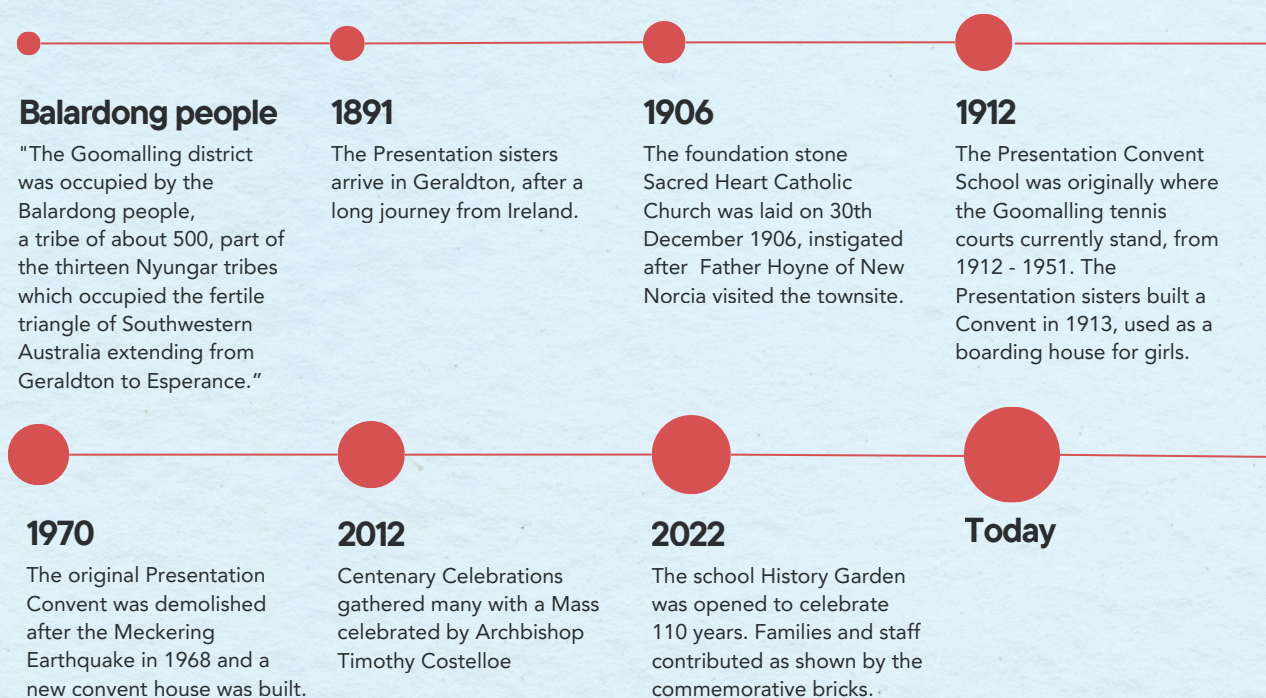 Balardong people
"The Goomalling district
was occupied by the
Balardong people,
a tribe of about 500, part of
the thirteen Nyungar tribes
which occupied the fertile
triangle of Southwestern
Australia extending from
Geraldton to Esperance.”
1891
The Presentation sisters
arrive in Geraldton, after a
long journey from Ireland.
1906
The foundation stone
Sacred Heart Catholic
Church was laid on 30th
December 1906, instigated
after  Father Hoyne of New
Norcia visited the townsite.
1912
The Presentation Convent
School was originally where
the Goomalling tennis
courts currently stand, from
1912 - 1951. The
Presentation sisters built a
Convent in 1913, used as a
boarding house for girls.
1970
The original Presentation
Convent was demolished
after the Meckering
Earthquake in 1968 and a
new convent house was built.
2012
Centenary Celebrations
gathered many with a Mass
celebrated by Archbishop
Timothy Costelloe
2022
The school History Garden
was opened to celebrate
110 years. Families and staff
contributed as shown by the
commemorative bricks.
Today